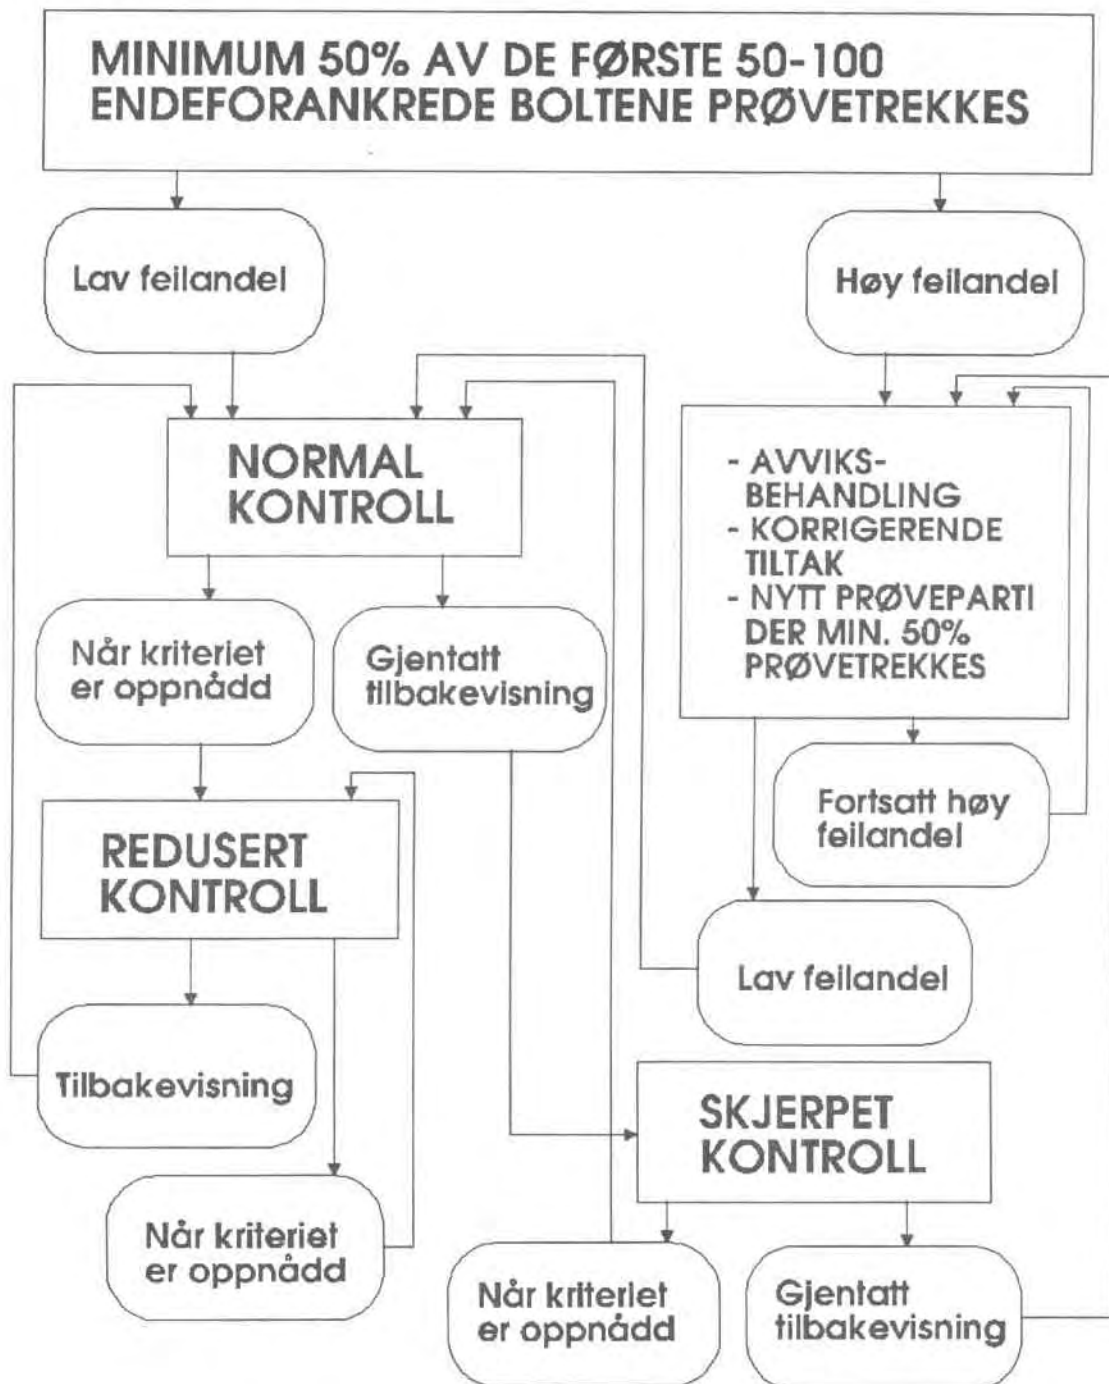 MINIMUM 50% AV DE FØRSTE 50-100
ENDEFORANKREDE BOLTENE PRØVETREKKES
Lav feilandel
Høy feilandel
NORMAL
KONTROLL
- AVVIKS-
BEHANDLING
- KORRIGERENDE
TILTAK
- NYTT PRØVEPARTI
DER MIN. 50%
PRØVETREKKES
Når kriteriet
er oppnådd
Gjentatt
tilbakevisning
Fortsatt høy
feilandel
REDUSERT
KONTROLL
Lav feilandel
Tilbakevisning
SKJERPET
KONTROLL
Når kriteriet
er oppnådd
Når kriteriet
er oppnådd
Gjentatt
tilbakevisning